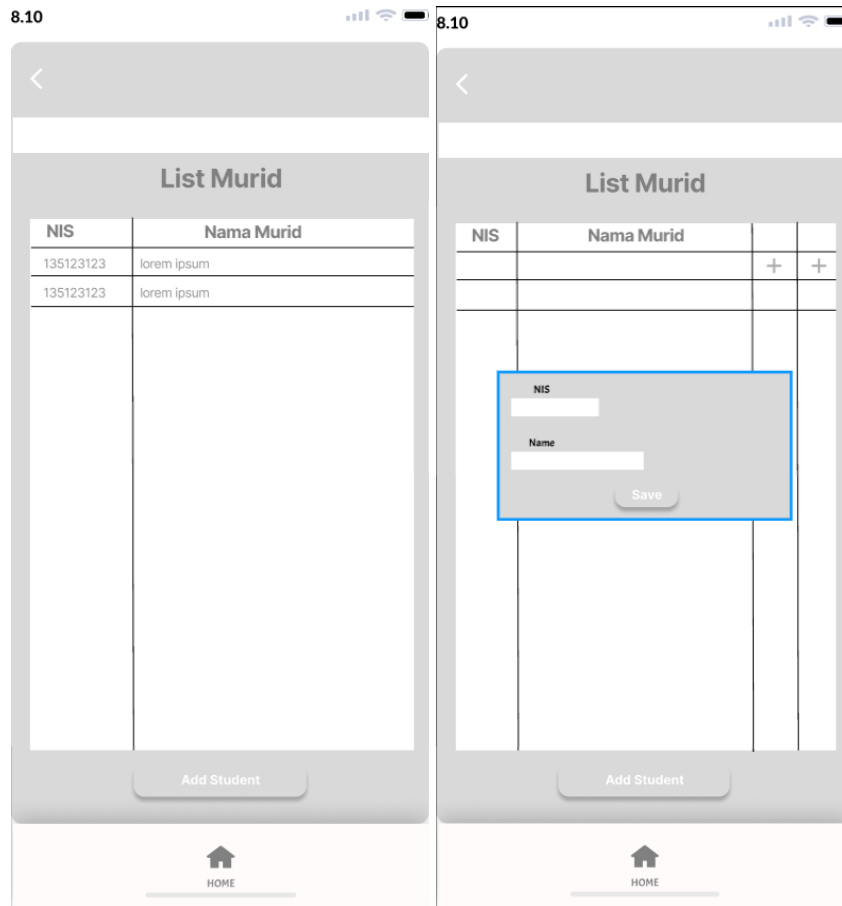 8.10
List Murid
NIS Nama Murid
135123123 lorem ipsum
135123123 lorem ipsum
Add Student
HOME
8.10
List Murid
NIS Nama Murid
+ +
NIS
Name
Save
Add Student
HOME